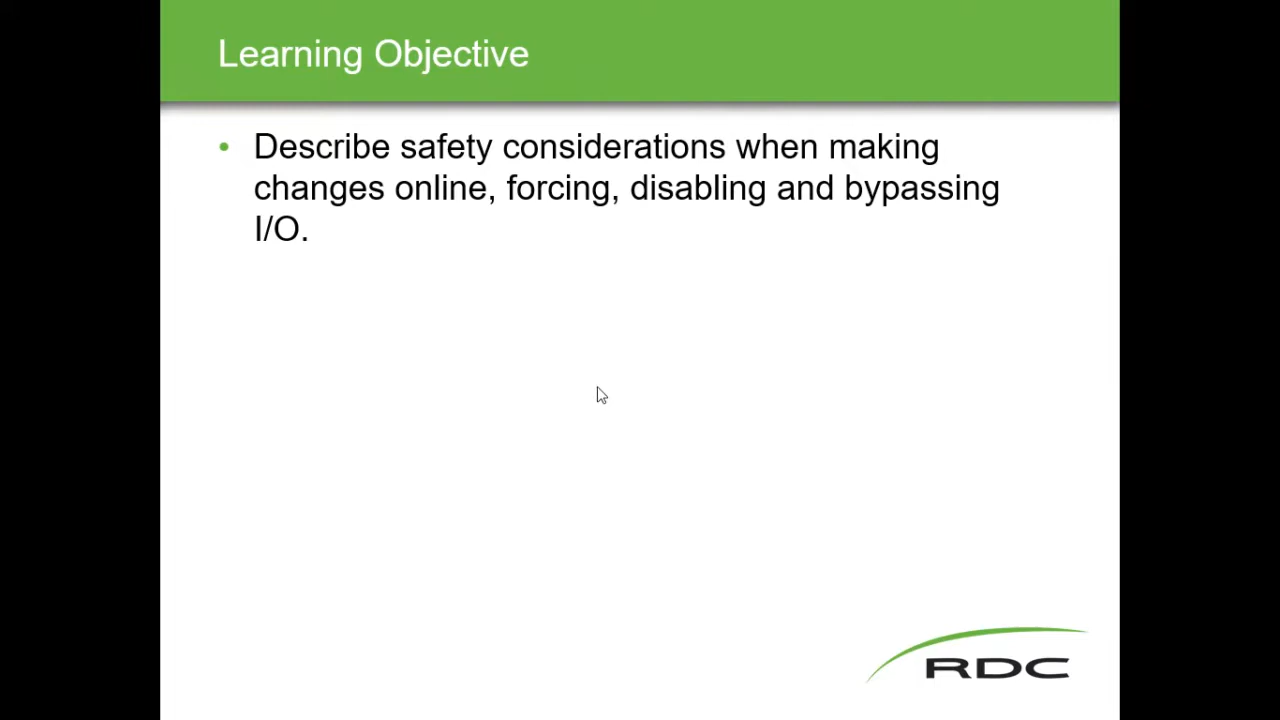 Learning Objective
• Describe safety considerations when making
changes online, forcing, disabling and bypassing
I/O.
RDC